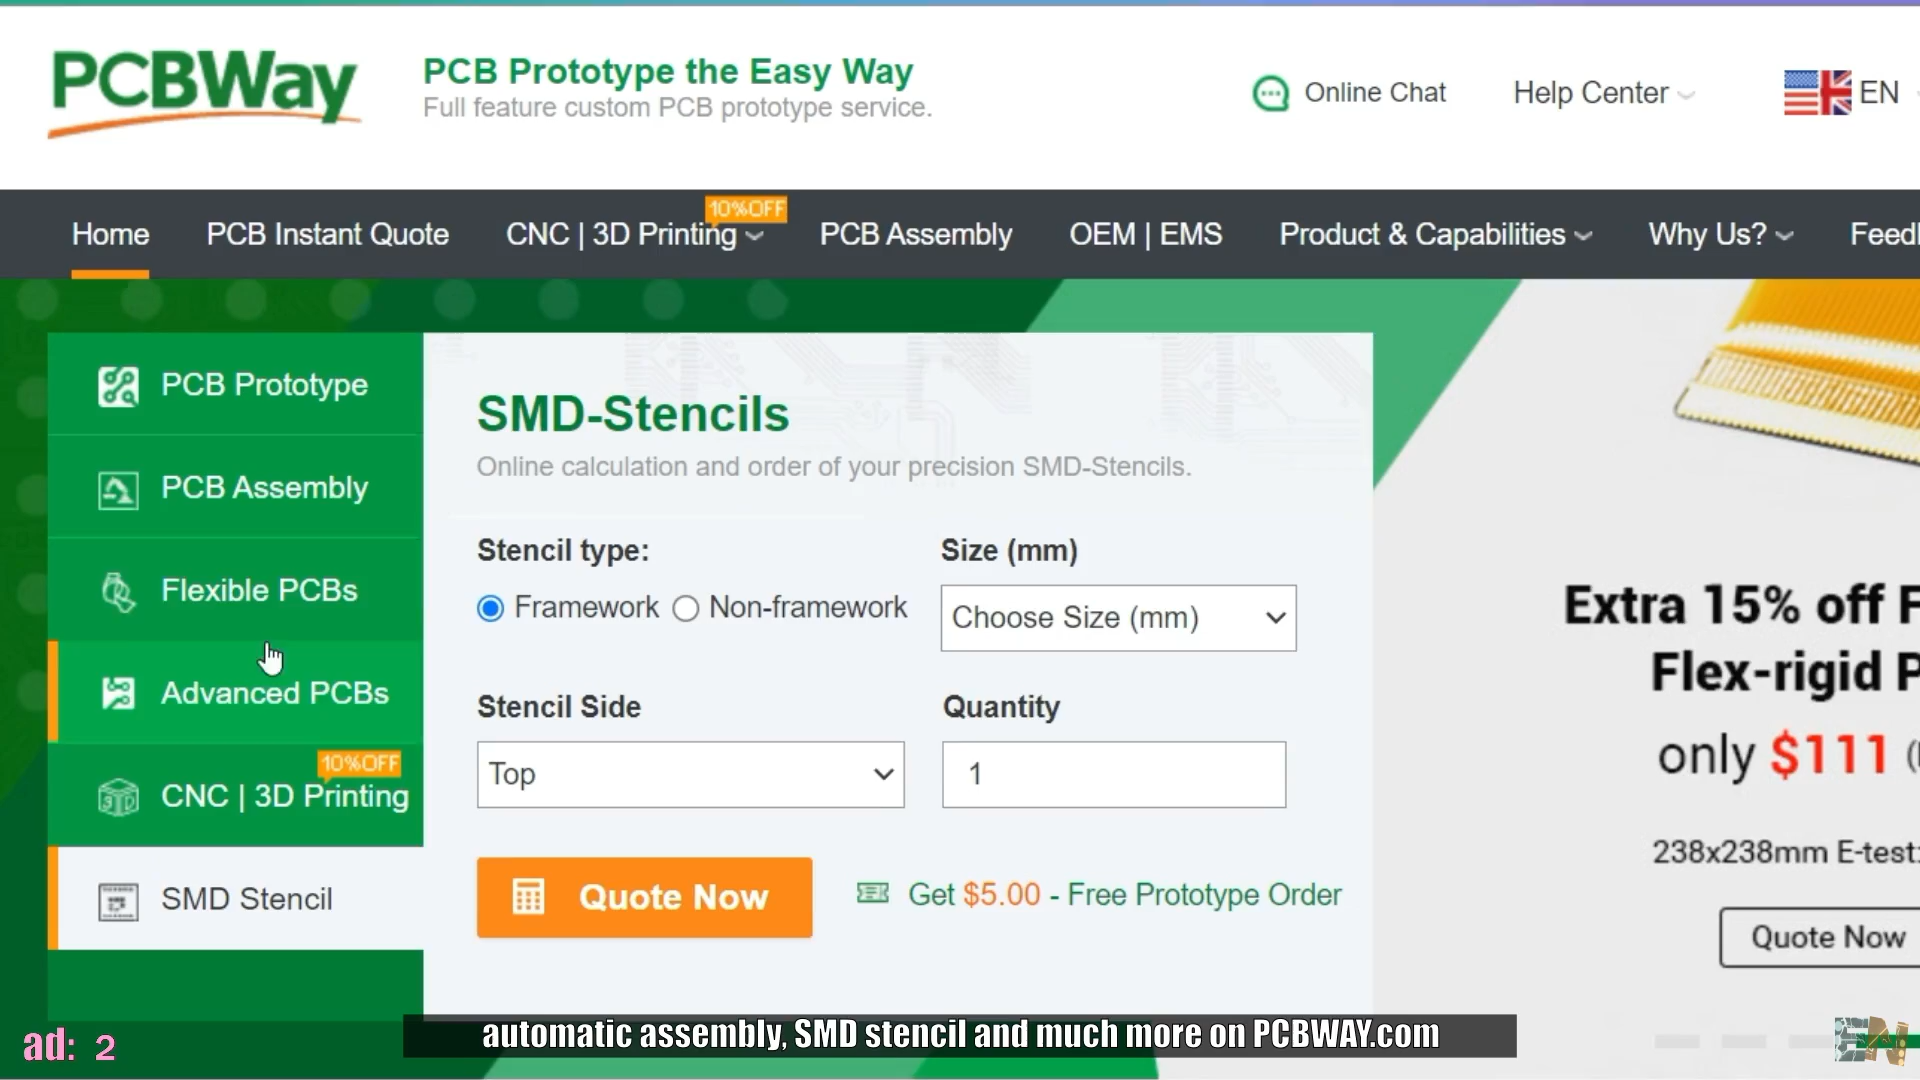 PCBWay
PCB Prototype the Easy Way
Full feature custom PCB prototype service.
Online Chat
Help Center
EN
Home
PCB Instant Quote
CNC | 3D Printing
10%OFF
PCB Assembly
OEM | EMS
Product & Capabilities
Why Us?
Feed
PCB Prototype
PCB Assembly
Flexible PCBs
Advanced PCBs
10%OFF
CNC | 3D Printing
SMD Stencil
SMD-Stencils
Online calculation and order of your precision SMD-Stencils.
Stencil type:
Framework
Non-framework
Size (mm)
Choose Size (mm)
Stencil Side
Top
Quantity
1
Quote Now
Get $5.00 - Free Prototype Order
Extra 15% off F
Flex-rigid P
only $111 (
238x238mm E-test:
Quote Now
automatic assembly, SMD stencil and much more on PCBWAY.com
ad: 2
EN